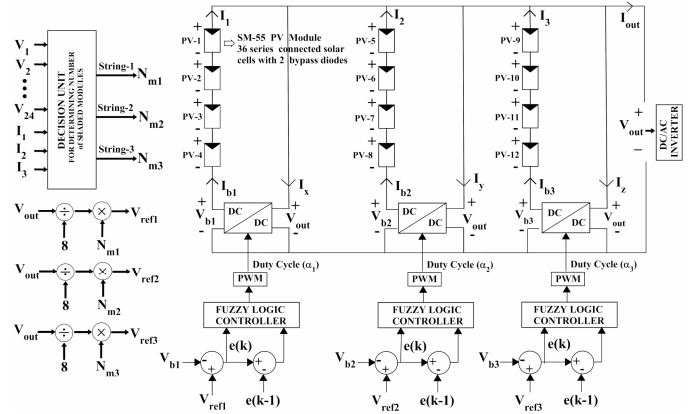 V1
V2
V24
I1
I2
I3
DECISION UNIT
FOR DETERMINING NUMBER
of SHADED MODULES
String-1
Nm1
String-2
Nm2
String-3
Nm3
Vout
÷
×
Vref1
8
Nm1
Vout
÷
×
Vref2
8
Nm2
Vout
÷
×
Vref3
8
Nm3
I1
+
PV-1
-
SM-55 PV Module
36 series connected solar
cells with 2 bypass diodes
+
PV-2
-
+
PV-3
-
+
PV-4
-
Ib1
Ix
+
Vb1
-
DC
DC
+
Vout
-
Duty Cycle (α1)
PWM
FUZZY LOGIC
CONTROLLER
e(k)
Vb1
-
+
+
-
Vref1
e(k-1)
I2
+
PV-5
-
+
PV-6
-
+
PV-7
-
+
PV-8
-
Ib2
Iy
+
Vb2
-
DC
DC
+
Vout
-
Duty Cycle (α2)
PWM
FUZZY LOGIC
CONTROLLER
e(k)
Vb2
-
+
+
-
Vref2
e(k-1)
I3
+
PV-9
-
+
PV-10
-
+
PV-11
-
+
PV-12
-
Ib3
Iz
+
Vb3
-
DC
DC
+
Vout
-
Duty Cycle (α3)
PWM
FUZZY LOGIC
CONTROLLER
e(k)
Vb3
-
+
+
-
Vref3
e(k-1)
Iout
+
Vout
-
DC/AC
INVERTER